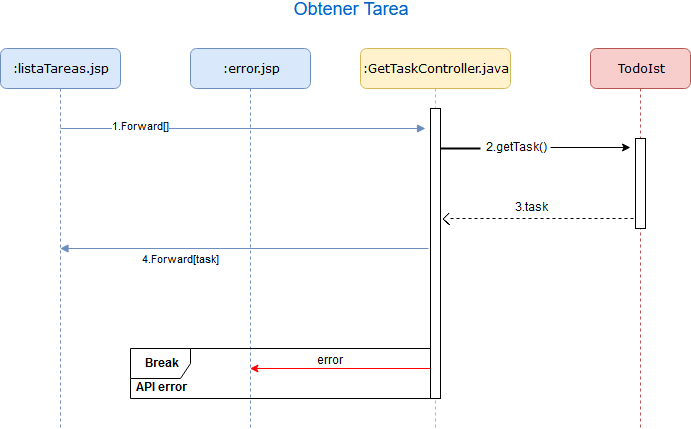 Obtener Tarea
:listaTareas.jsp
:error.jsp
:GetTaskController.java
TodoIst
1.Forward[]
2.getTask()
3.task
4.Forward[task]
Break
error
API error